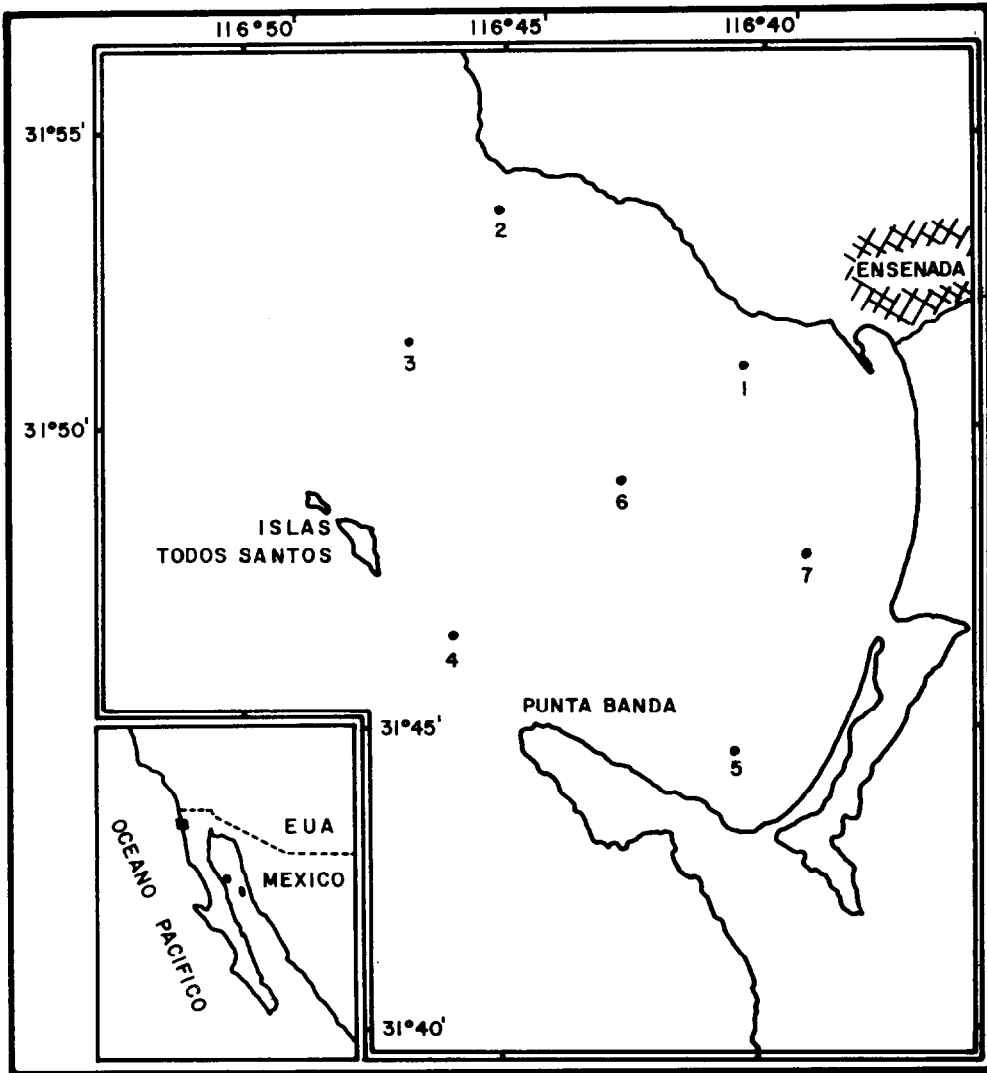 116°50' 116°45' 116°40'
31°55'
2
ENSENADA
3
1
31°50'
6
ISLAS
TODOS SANTOS
7
4
PUNTA BANDA
31°45'
5
EUA
MEXICO
OCEANO PACIFICO
31°40'